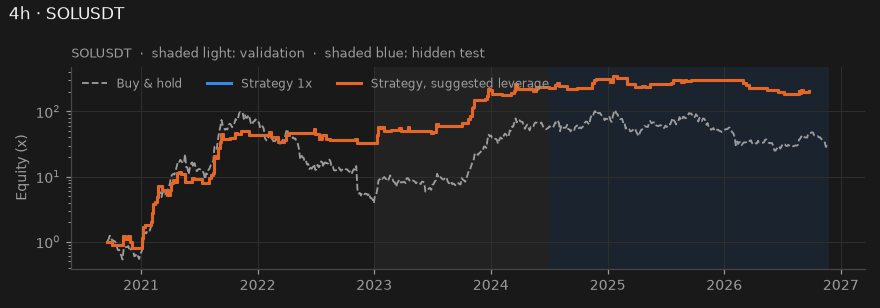 4h · SOLUSDT
SOLUSDT · shaded light: validation · shaded blue: hidden test
Buy & hold Strategy 1x Strategy, suggested leverage
Equity (x)
10²
10¹
10⁰
2021 2022 2023 2024 2025 2026 2027